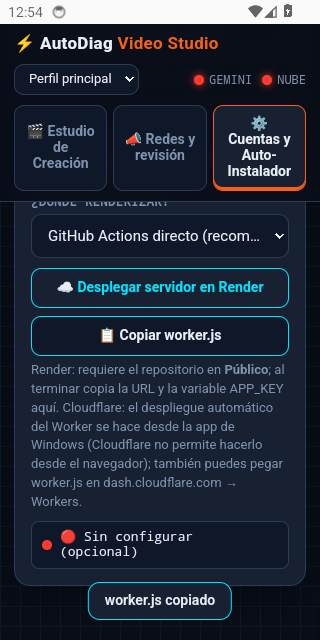 12:54
⚡ AutoDiag Video Studio
Perfil principal
GEMINI
NUBE
🎬 Estudio
de
Creación
📣 Redes y
revisión
⚙️
Cuentas y
Auto-
Instalador
¿DÓNDE RENDERIZAR?
GitHub Actions directo (recom...
☁️ Desplegar servidor en Render
📋 Copiar worker.js
Render: requiere el repositorio en Público; al
terminar copia la URL y la variable APP_KEY
aquí. Cloudflare: el despliegue automático
del Worker se hace desde la app de
Windows (Cloudflare no permite hacerlo
desde el navegador); también puedes pegar
worker.js en dash.cloudflare.com →
Workers.
🔴 Sin configurar
(opcional)
worker.js copiado